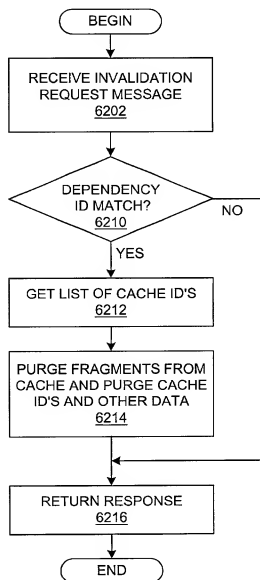 BEGIN
RECEIVE INVALIDATION
REQUEST MESSAGE
6202
DEPENDENCY
ID MATCH?
6210
NO
YES
GET LIST OF CACHE ID'S
6212
PURGE FRAGMENTS FROM
CACHE AND PURGE CACHE
ID'S AND OTHER DATA
6214
RETURN RESPONSE
6216
END